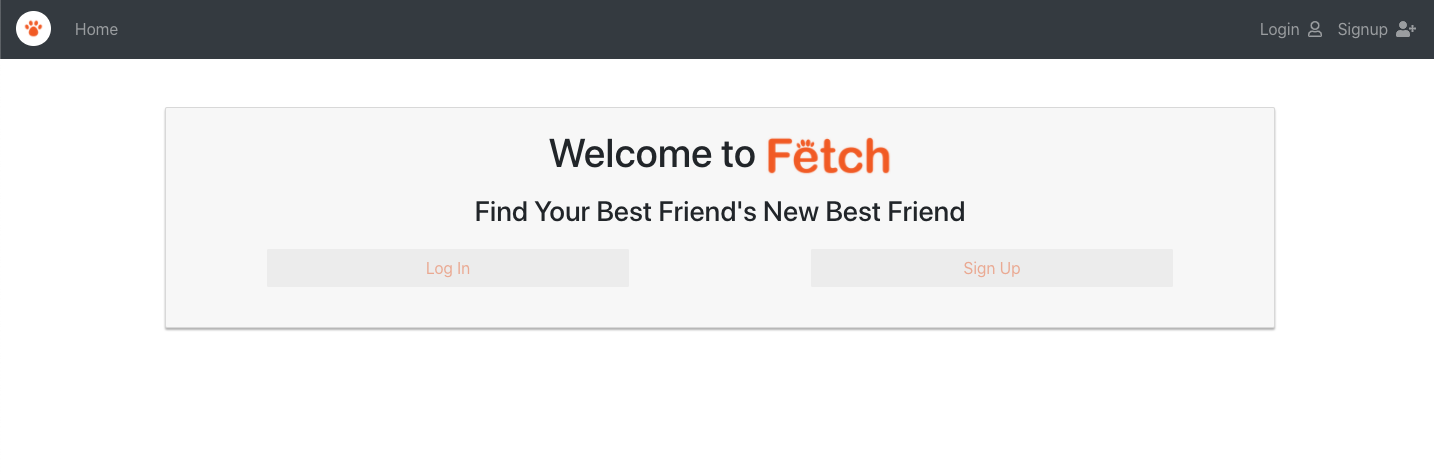 Home
Login
Signup
Welcome to Fetch
Find Your Best Friend's New Best Friend
Log In
Sign Up